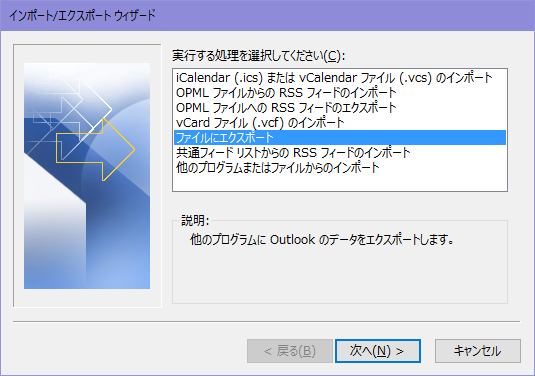 インポート/エクスポート ウィザード
実行する処理を選択してください(C):
iCalendar (.ics) または vCalendar ファイル (.vcs) のインポート
OPML ファイルからの RSS フィードのインポート
OPML ファイルへの RSS フィードのエクスポート
vCard ファイル (.vcf) のインポート
ファイルにエクスポート
共通フィード リストからの RSS フィードのインポート
他のプログラムまたはファイルからのインポート
説明:
他のプログラムに Outlook のデータをエクスポートします。
< 戻る(B) 次へ(N) > キャンセル